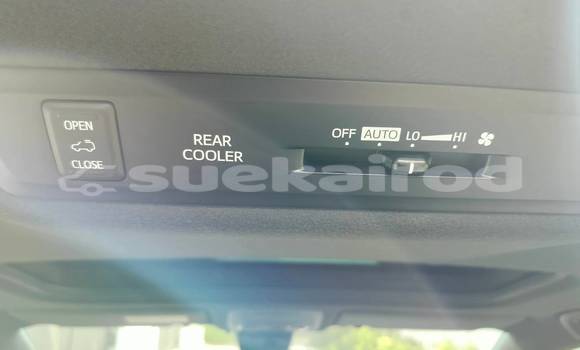 OPEN
CLOSE
REAR
COOLER
OFF AUTO LO HI
suekairod